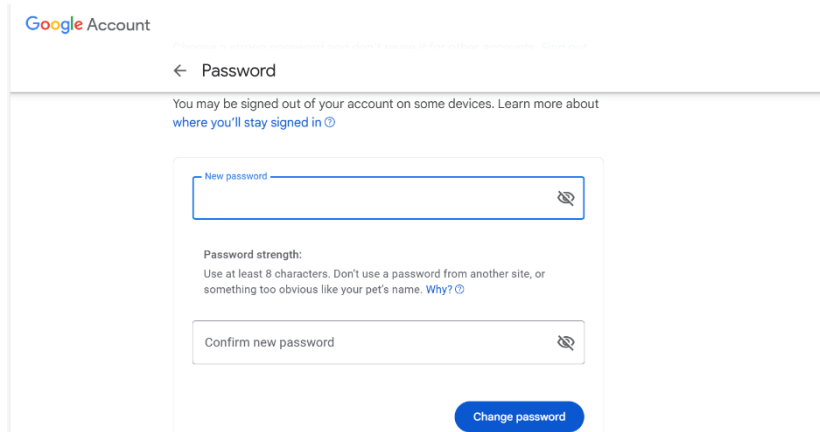 Google Account
Password
You may be signed out of your account on some devices. Learn more about
where you’ll stay signed in
New password
Password strength:
Use at least 8 characters. Don’t use a password from another site, or
something too obvious like your pet’s name. Why?
Confirm new password
Change password